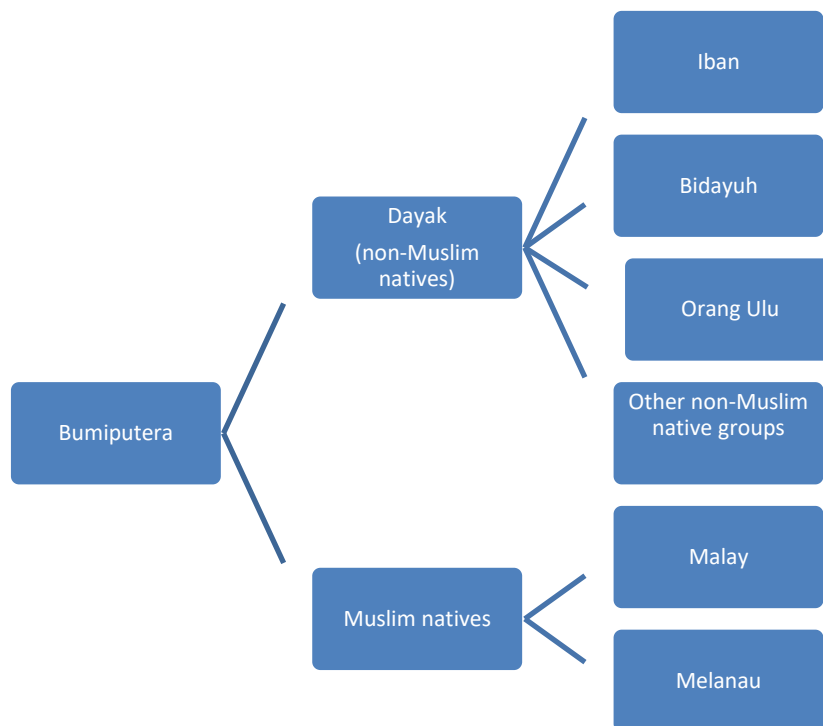 Iban
Bidayuh
Dayak
(non-Muslim
natives)
Orang Ulu
Other non-Muslim
native groups
Bumiputera
Malay
Muslim natives
Melanau